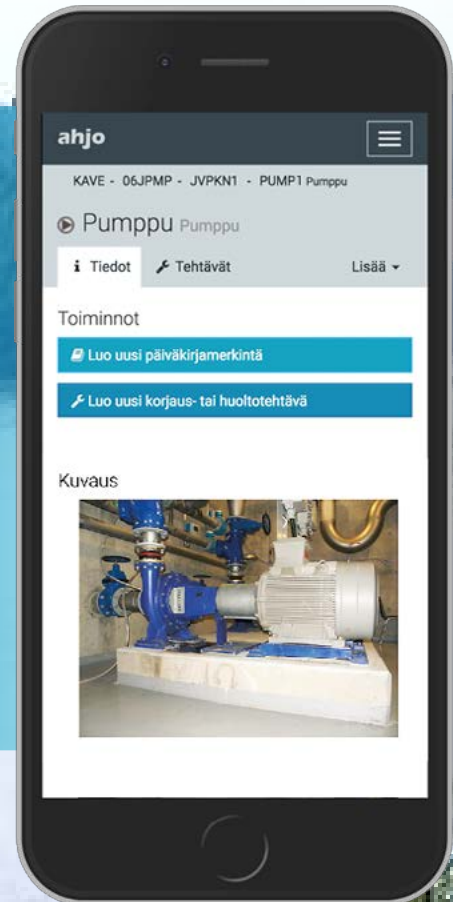 ahjo
KAVE - 06JPMP - JVPKN1 - PUMP1 Pumppu
Pumppu Pumppu
i Tiedot Tehtävät Lisää
Toiminnot
Luo uusi päiväkirjamerkintä
Luo uusi korjaus- tai huoltotehtävä
Kuvaus